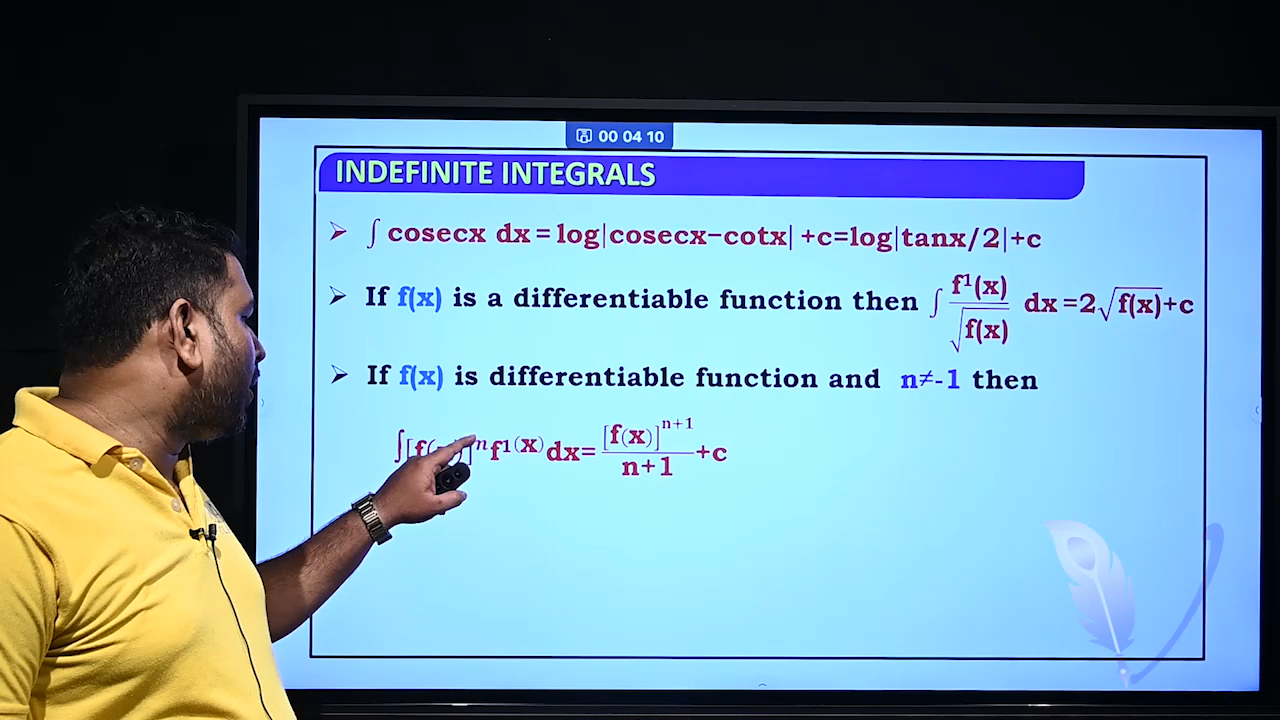 00 04 10
INDEFINITE INTEGRALS
➢ ∫ cosecx dx = log|cosecx−cotx| +c=log|tanx/2|+c
➢ If f(x) is a differentiable function then ∫ f¹(x)/√f(x) dx =2√f(x)+c
➢ If f(x) is differentiable function and n≠-1 then
∫[f( )]ⁿf¹(x)dx= [f(x)]ⁿ⁺¹/n+1 +c